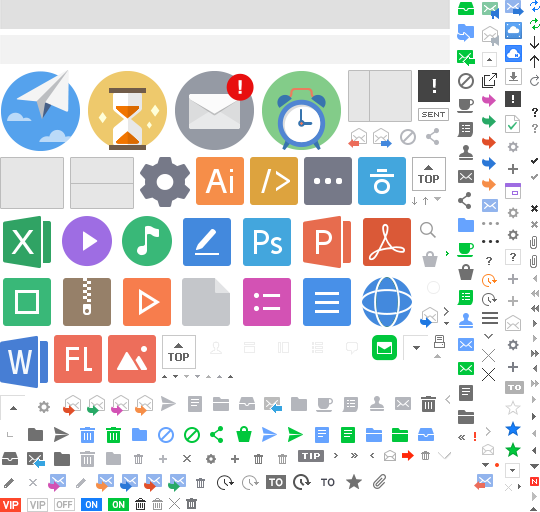 !
!
SENT
Ai
</>
TOP
ㅎ
X
Ps
P
W
FL
TOP
!
?
?
?
?
TO
TIP
TO
TO
!
N
VIP
VIP
OFF
ON
ON